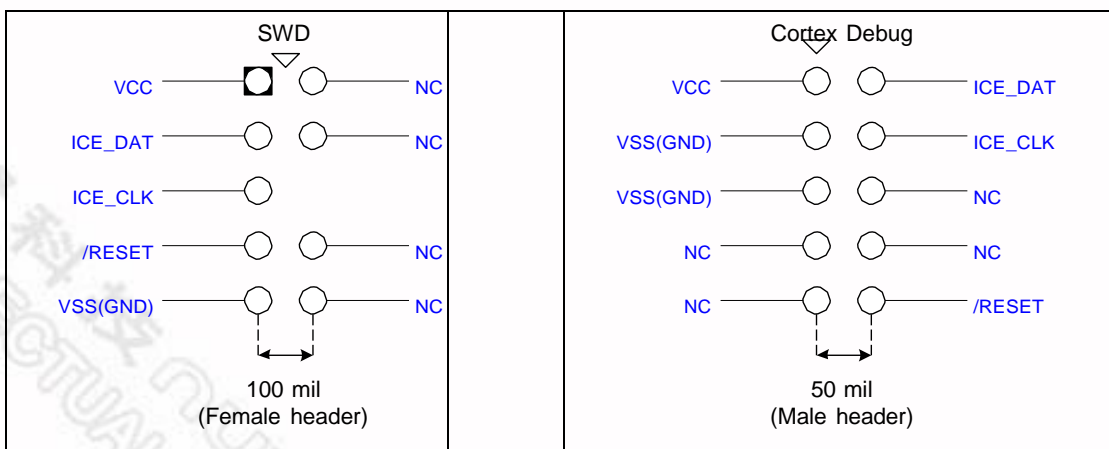 SWD
VCC NC
ICE_DAT NC
ICE_CLK
/RESET NC
VSS(GND) NC
100 mil
(Female header)
Cortex Debug
VCC ICE_DAT
VSS(GND) ICE_CLK
VSS(GND) NC
NC NC
NC /RESET
50 mil
(Male header)